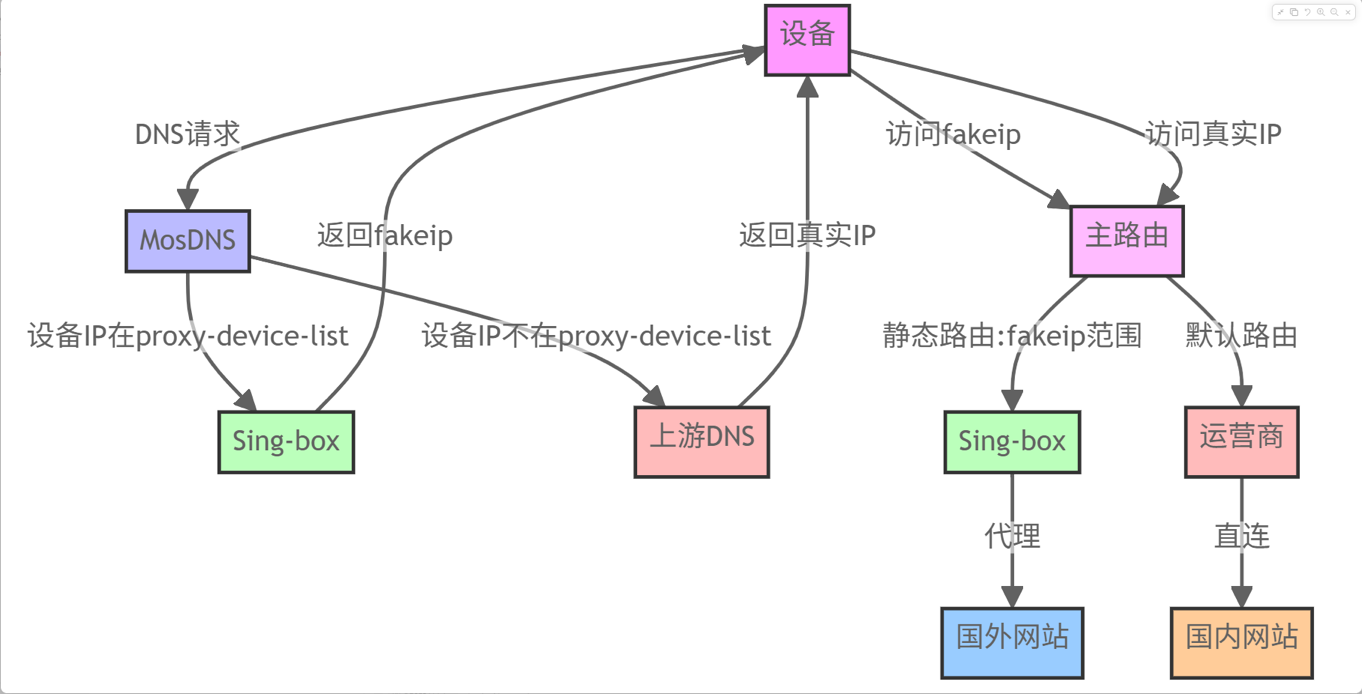 设备
DNS请求
访问fakeip
访问真实IP
MosDNS
返回fakeip
返回真实IP
主路由
设备IP在proxy-device-list
设备IP不在proxy-device-list
静态路由:fakeip范围
默认路由
Sing-box
上游DNS
Sing-box
运营商
代理
直连
国外网站
国内网站